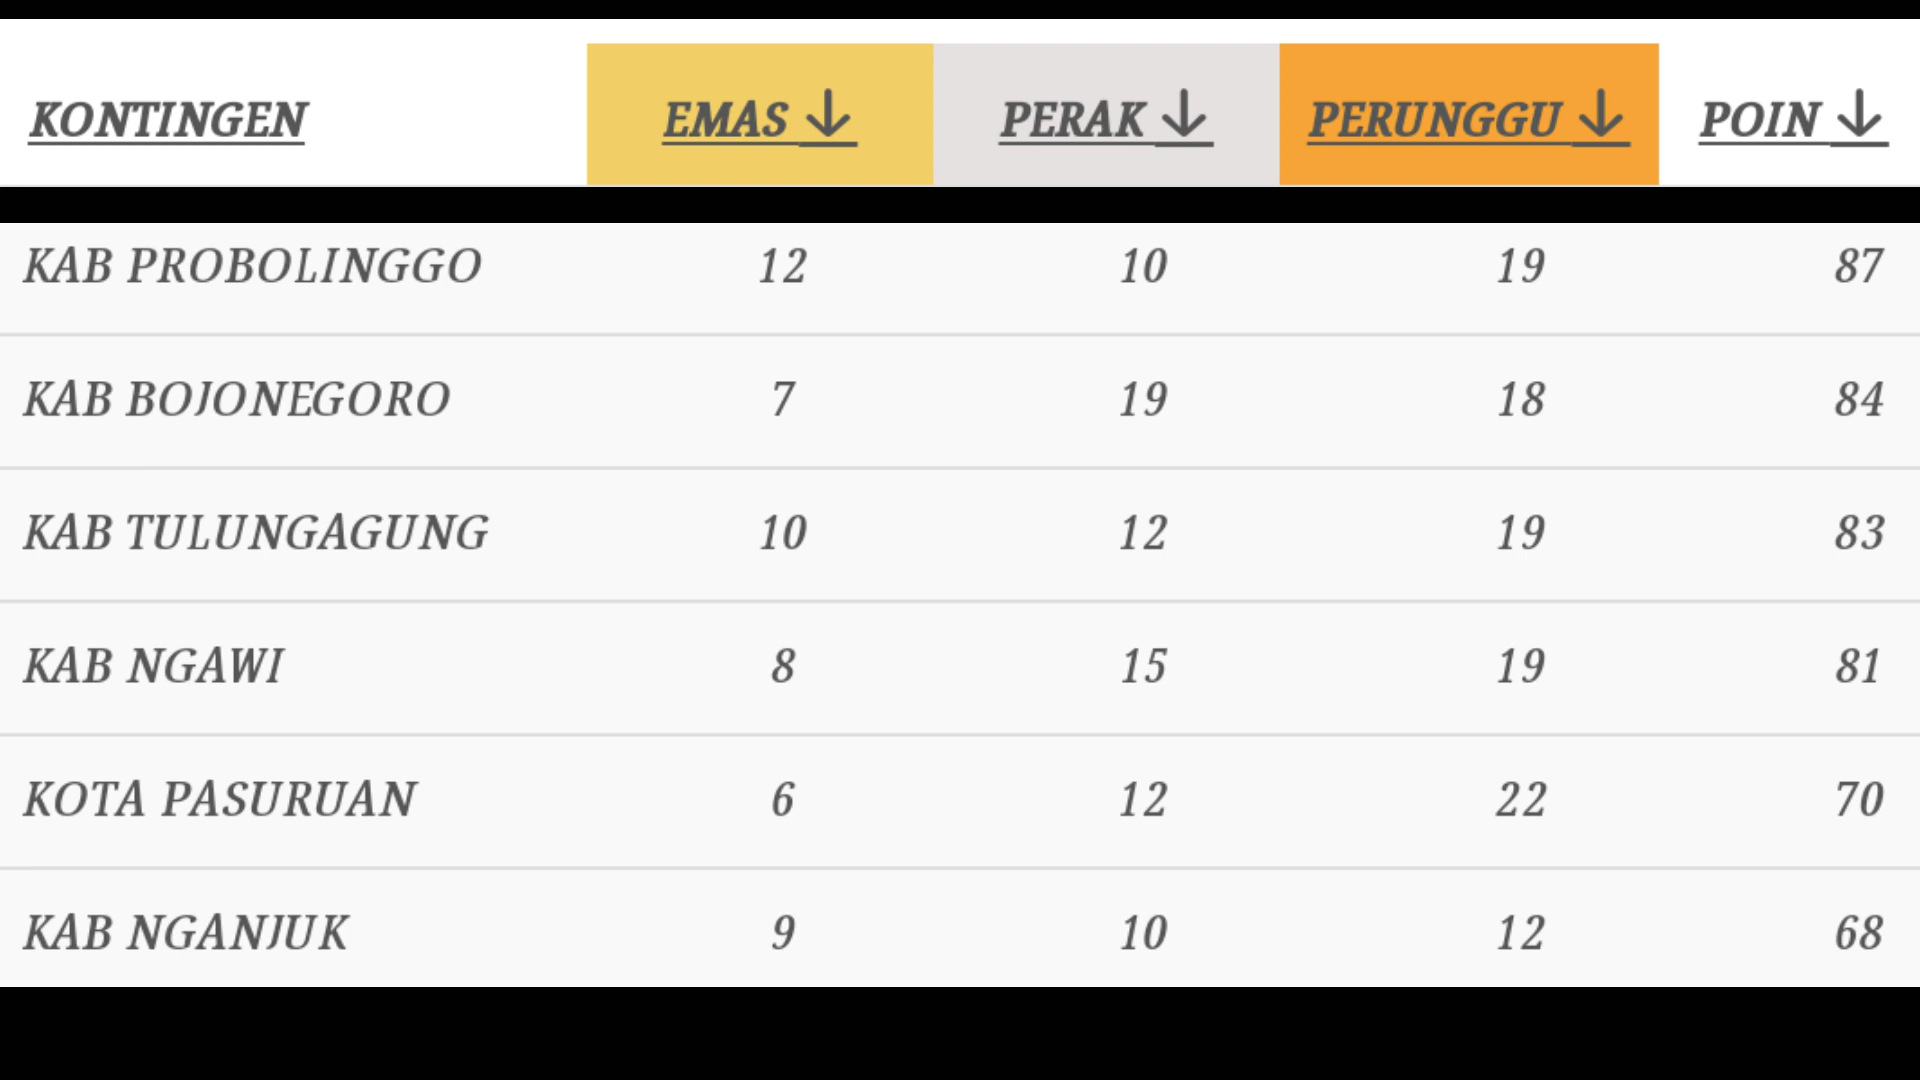 KONTINGEN EMAS ↓ PERAK ↓ PERUNGGU ↓ POIN ↓
KAB PROBOLINGGO 12 10 19 87
KAB BOJONEGORO 7 19 18 84
KAB TULUNGAGUNG 10 12 19 83
KAB NGAWI 8 15 19 81
KOTA PASURUAN 6 12 22 70
KAB NGANJUK 9 10 12 68